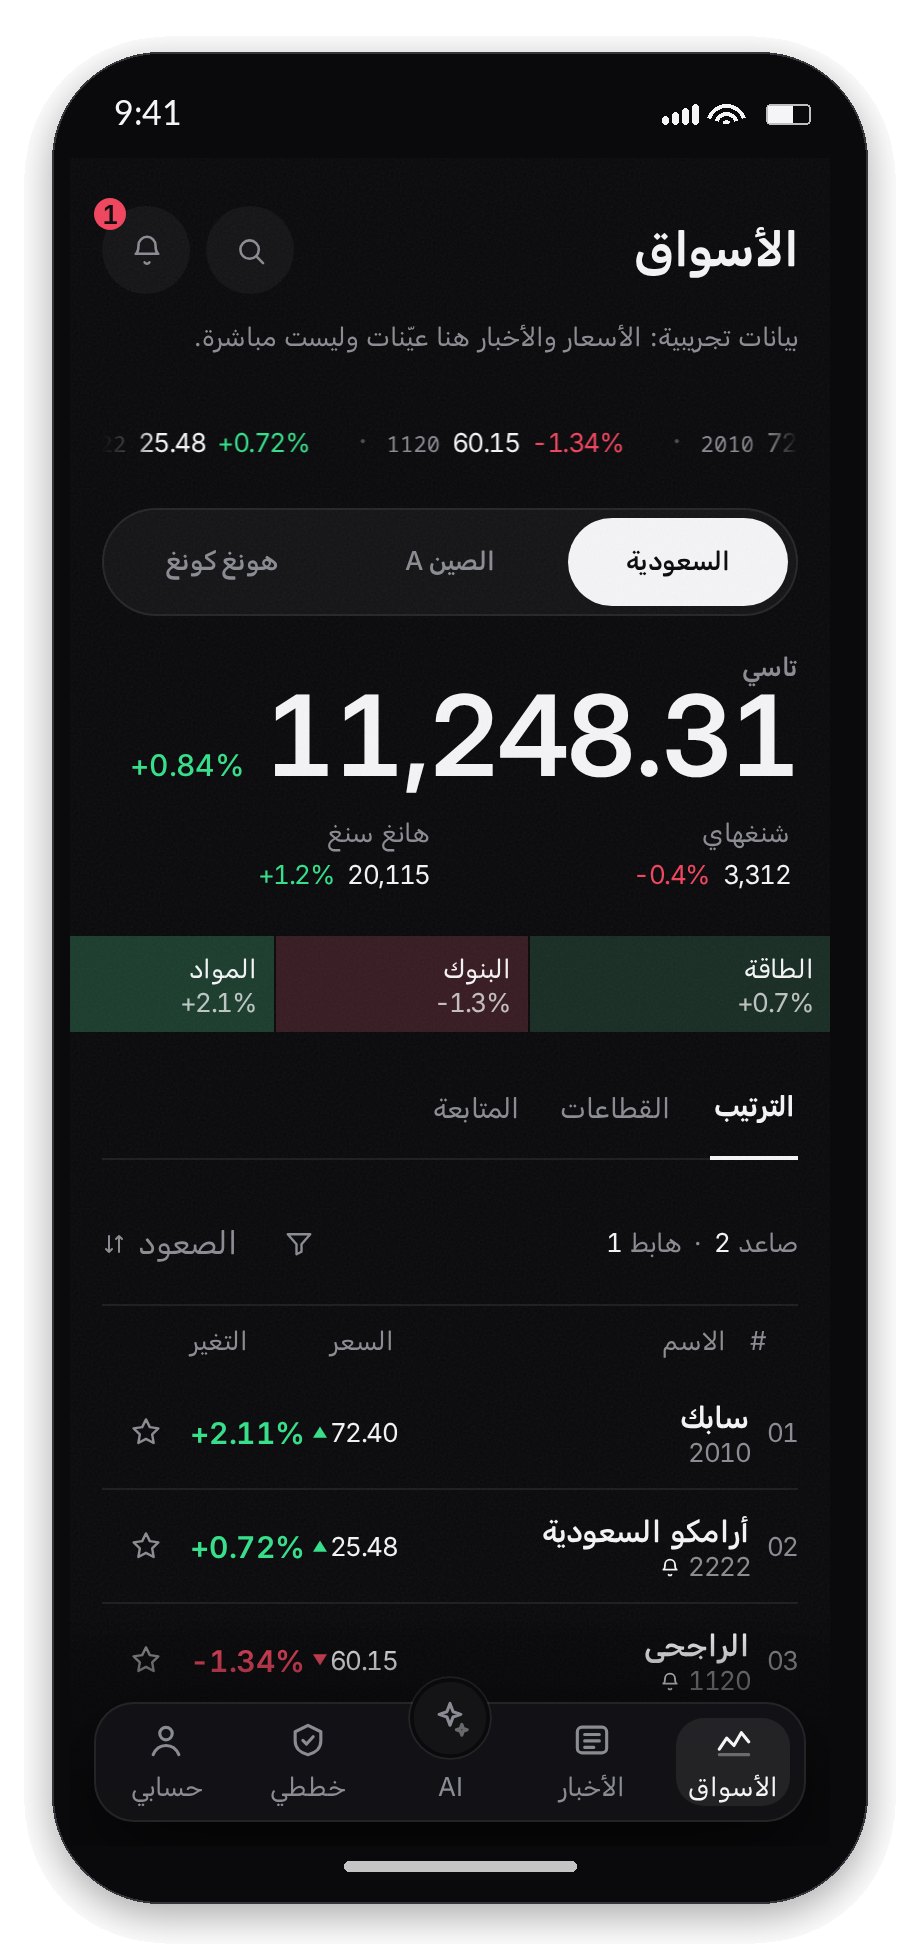 9:41
1
الأسواق
بيانات تجريبية: الأسعار والأخبار هنا عيّنات وليست مباشرة.
22 25.48 +0.72% · 1120 60.15 -1.34% · 2010 72
السعودية
الصين A
هونغ كونغ
تاسي
11,248.31 +0.84%
شنغهاي
3,312 -0.4%
هانغ سنغ
20,115 +1.2%
الطاقة
+0.7%
البنوك
-1.3%
المواد
+2.1%
الترتيب
القطاعات
المتابعة
صاعد 2 · هابط 1
الصعود
# الاسم السعر التغير
01 سابك 72.40 ▲ +2.11%
2010
02 أرامكو السعودية 25.48 ▲ +0.72%
2222
03 الراجحي 60.15 ▼ -1.34%
1120
الأسواق
الأخبار
AI
خططي
حسابي